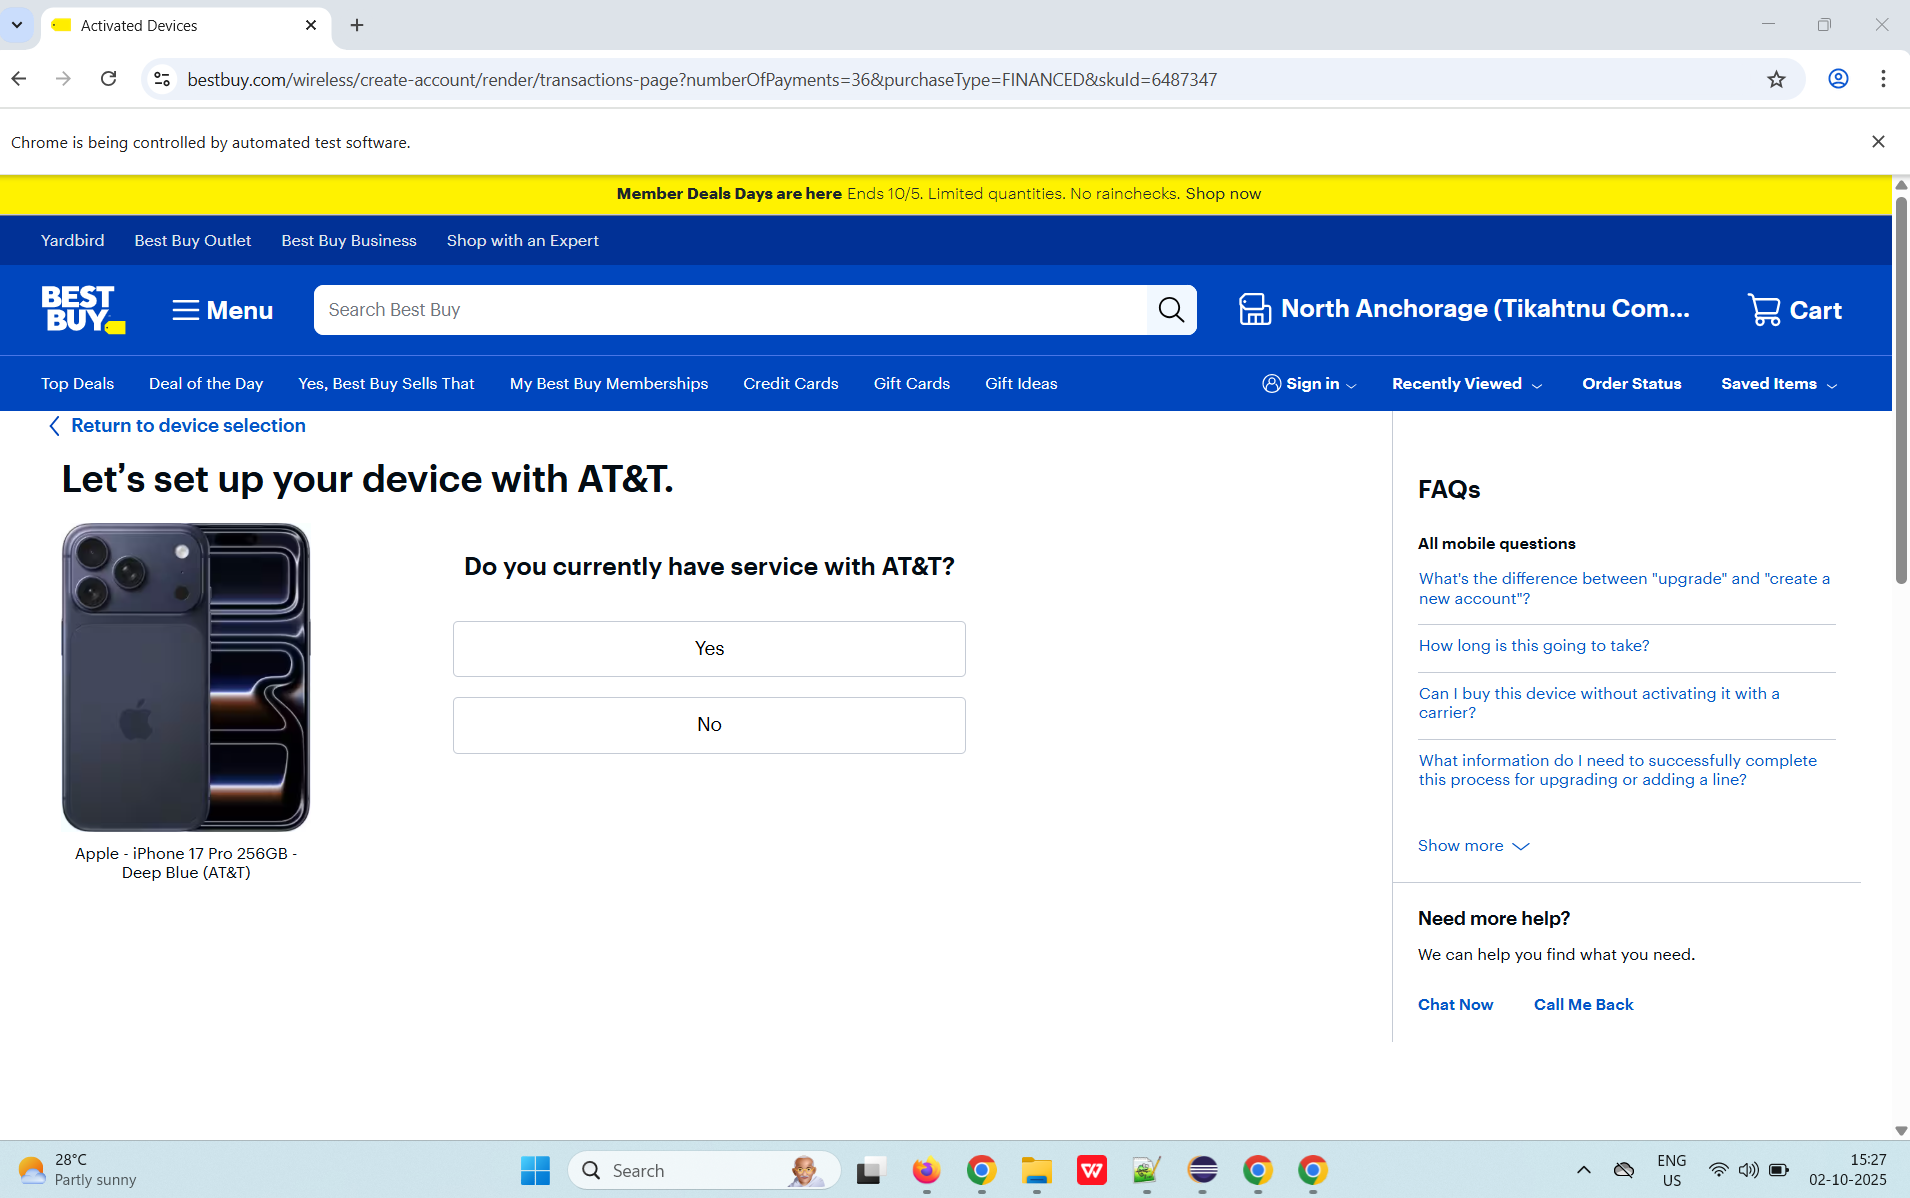 Activated Devices
bestbuy.com/wireless/create-account/render/transactions-page?numberOfPayments=36&purchaseType=FINANCED&skuId=6487347
Chrome is being controlled by automated test software.
Member Deals Days are here Ends 10/5. Limited quantities. No rainchecks. Shop now
Yardbird Best Buy Outlet Best Buy Business Shop with an Expert
BEST
BUY
Menu
Search Best Buy
North Anchorage (Tikahtnu Com...
Cart
Top Deals Deal of the Day Yes, Best Buy Sells That My Best Buy Memberships Credit Cards Gift Cards Gift Ideas Sign in Recently Viewed Order Status Saved Items
Return to device selection
Let's set up your device with AT&T.
Apple - iPhone 17 Pro 256GB -
Deep Blue (AT&T)
Do you currently have service with AT&T?
Yes
No
FAQs
All mobile questions
What's the difference between "upgrade" and "create a
new account"?
How long is this going to take?
Can I buy this device without activating it with a
carrier?
What information do I need to successfully complete
this process for upgrading or adding a line?
Show more
Need more help?
We can help you find what you need.
Chat Now Call Me Back
28°C
Partly sunny
Search
ENG
US
15:27
02-10-2025